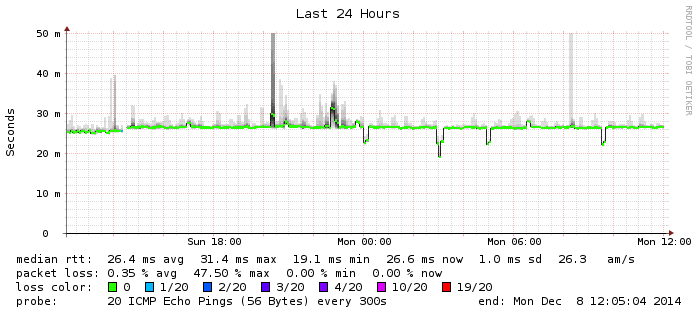 Last 24 Hours
RRDTOOL / TOBI OETIKER
Seconds
50 m
40 m
30 m
20 m
10 m
0
Sun 18:00 Mon 00:00 Mon 06:00 Mon 12:00
median rtt: 26.4 ms avg 31.4 ms max 19.1 ms min 26.6 ms now 1.0 ms sd 26.3 am/s
packet loss: 0.35 % avg 47.50 % max 0.00 % min 0.00 % now
loss color: 0 1/20 2/20 3/20 4/20 10/20 19/20
probe: 20 ICMP Echo Pings (56 Bytes) every 300s end: Mon Dec 8 12:05:04 2014